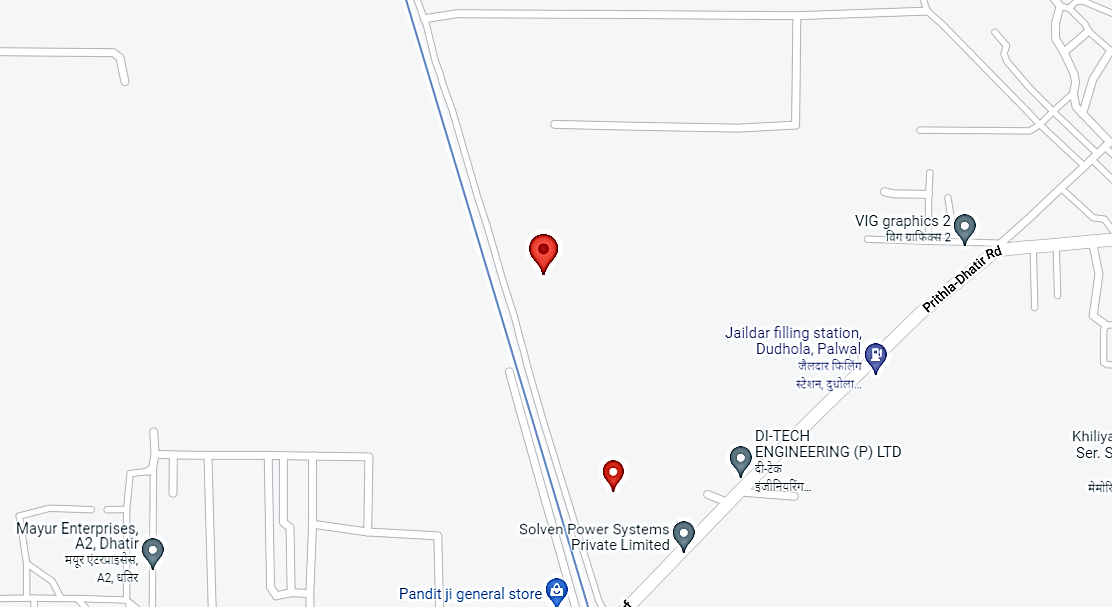 VIG graphics 2
विग ग्राफिक्स 2
Prithla-Dhatir Rd
Jaildar filling station,
Dudhola, Palwal
जैलदार फिलिंग
स्टेशन, दुधोला...
DI-TECH
ENGINEERING (P) LTD
दी-टेक
इंजीनियरिंग...
Khiliya
Ser. S
मेमोरि
Mayur Enterprises,
A2, Dhatir
मयूर एंटरप्राइसेस,
A2, धतिर
Solven Power Systems
Private Limited
Pandit ji general store